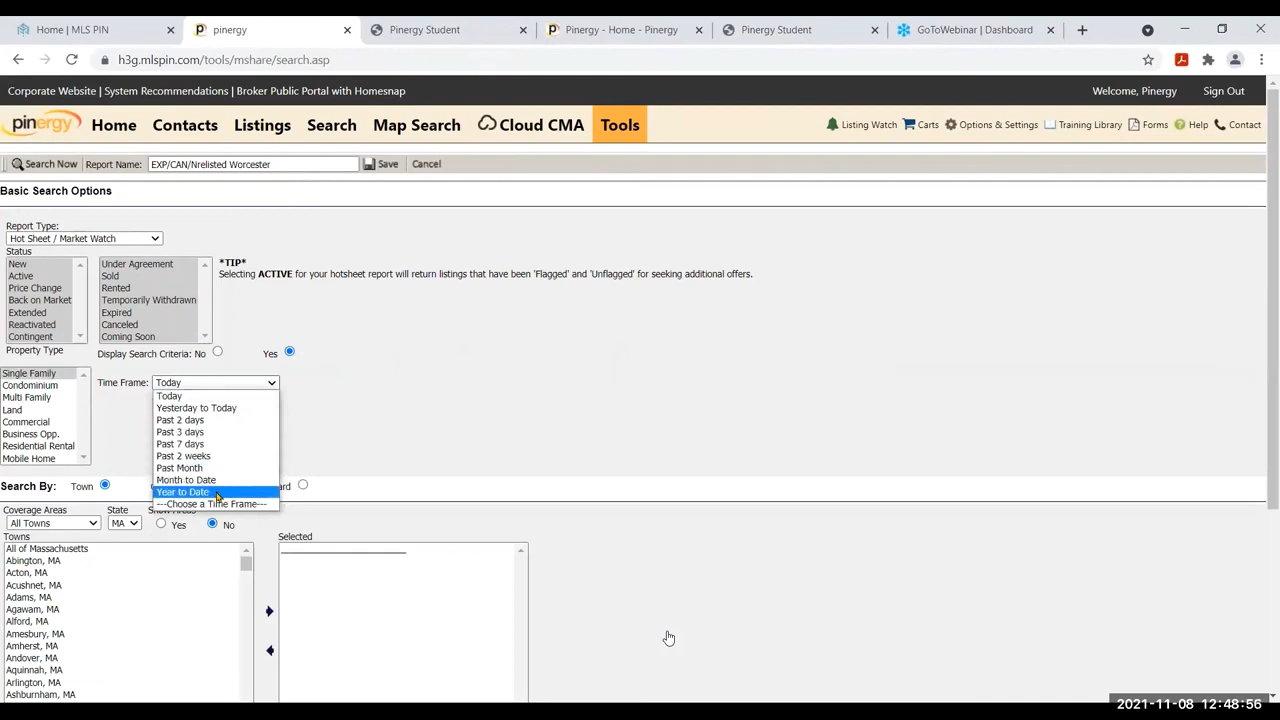 Home | MLS PIN
pinergy
Pinergy Student
Pinergy - Home - Pinergy
Pinergy Student
GoToWebinar | Dashboard
h3g.mlspin.com/tools/mshare/search.asp
Corporate Website | System Recommendations | Broker Public Portal with Homesnap
Welcome, Pinergy
Sign Out
pinergy
Home
Contacts
Listings
Search
Map Search
Cloud CMA
Tools
Listing Watch
Carts
Options & Settings
Training Library
Forms
Help
Contact
Search Now
Report Name:
EXP/CAN/Nrelisted Worcester
Save
Cancel
Basic Search Options
Report Type:
Hot Sheet / Market Watch
Status
New
Active
Price Change
Back on Market
Extended
Reactivated
Contingent
Under Agreement
Sold
Rented
Temporarily Withdrawn
Expired
Canceled
Coming Soon
*TIP*
Selecting ACTIVE for your hotsheet report will return listings that have been 'Flagged' and 'Unflagged' for seeking additional offers.
Property Type
Display Search Criteria: No
Yes
Single Family
Condominium
Multi Family
Land
Commercial
Business Opp.
Residential Rental
Mobile Home
Time Frame:
Today
Today
Yesterday to Today
Past 2 days
Past 3 days
Past 7 days
Past 2 weeks
Past Month
Month to Date
Year to Date
---Choose a Time Frame---
Search By:
Town
Coverage Areas
State
All Towns
MA
Yes
No
Towns
Selected
All of Massachusetts
Abington, MA
Acton, MA
Acushnet, MA
Adams, MA
Agawam, MA
Alford, MA
Amesbury, MA
Amherst, MA
Andover, MA
Aquinnah, MA
Arlington, MA
Ashburnham, MA
2021-11-08 12:48:56